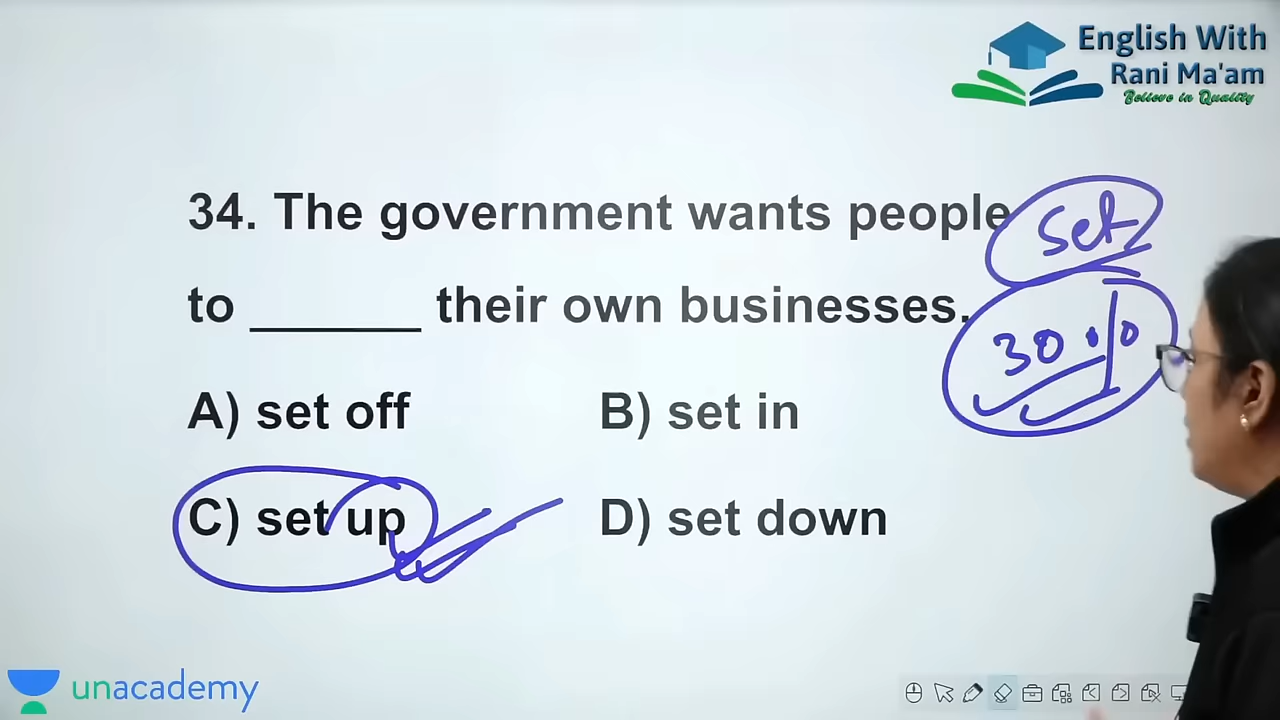 English With
Rani Ma'am
Believe in Quality
34. The government wants people
set
to ______ their own businesses.
30%
A) set off
B) set in
C) set up
D) set down
unacademy